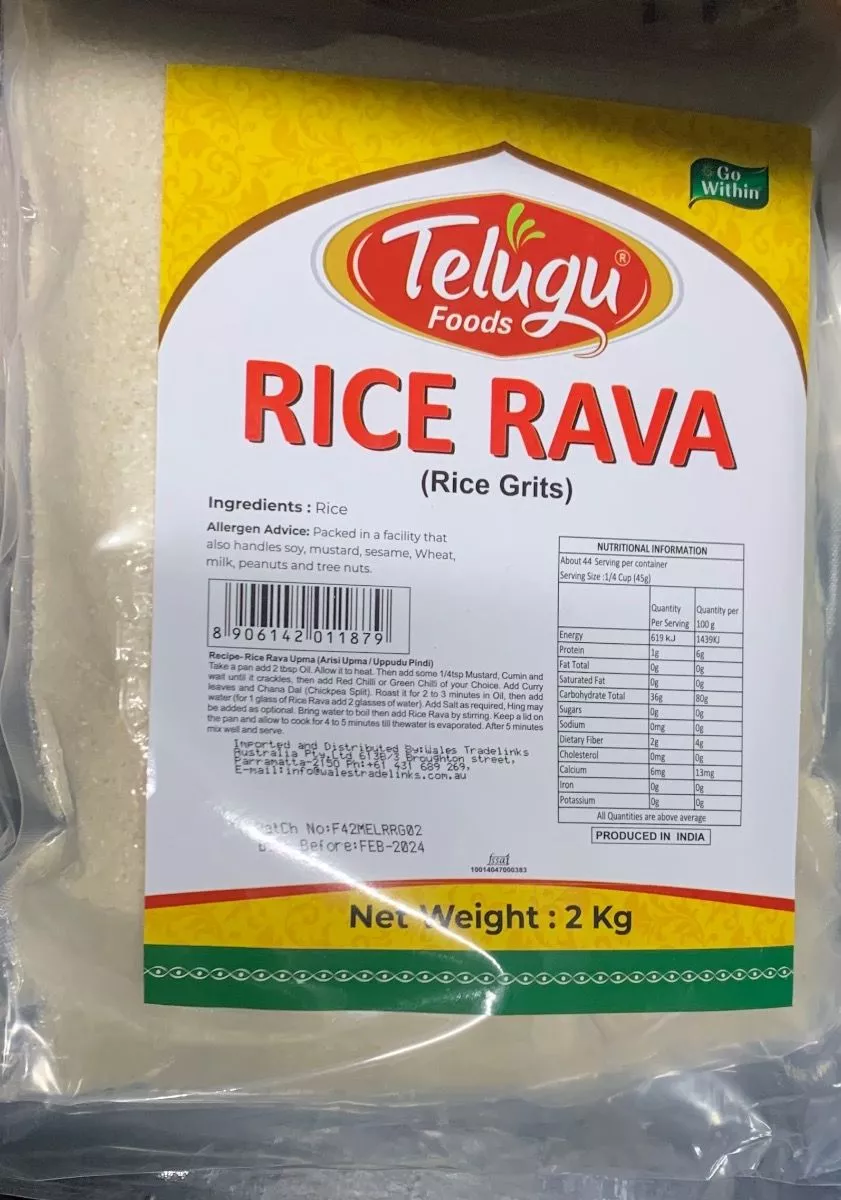 Go
Within
Telugu®
Foods
RICE RAVA
(Rice Grits)
Ingredients : Rice
Allergen Advice: Packed in a facility that
also handles soy, mustard, sesame, Wheat,
milk, peanuts and tree nuts.
8 906142 011879
Recipe- Rice Rava Upma (Arisi Upma / Uppudu Pindi)
Take a pan add 2 tbsp Oil. Allow it to heat. Then add some 1/4tsp Mustard, Cumin and
wait until it crackles, then add Red Chilli or Green Chilli of your Choice. Add Curry
leaves and Chana Dal (Chickpea Split). Roast it for 2 to 3 minutes in Oil, then add
water (for 1 glass of Rice Rava add 2 glasses of water). Add Salt as required, Hing may
be added as optional. Bring water to boil then add Rice Rava by stirring. Keep a lid on
the pan and allow to cook for 4 to 5 minutes till thewater is evaporated. After 5 minutes
mix well and serve.
Imported and Distributed By:Wales Tradelinks
Australia Pty.Ltd 613B/3 Broughton street,
Parramatta-2150 Ph:+61 431 689 269,
E-mail:info@walestradelinks.com.au
Batch No:F42MELRRG02
Before:FEB-2024
fssai
10014047000383
NUTRITIONAL INFORMATION
About 44 Serving per container
Serving Size :1/4 Cup (45g)
Quantity Per Serving Quantity per 100 g
Energy 619 kJ 1439KJ
Protein 1g 6g
Fat Total 0g 0g
Saturated Fat 0g 0g
Carbohydrate Total 36g 80g
Sugars 0g 0g
Sodium 0mg 0g
Dietary Fiber 2g 4g
Cholesterol 0mg 0g
Calcium 6mg 13mg
Iron 0g 0g
Potassium 0g 0g
All Quantities are above average
PRODUCED IN INDIA
Net Weight : 2 Kg